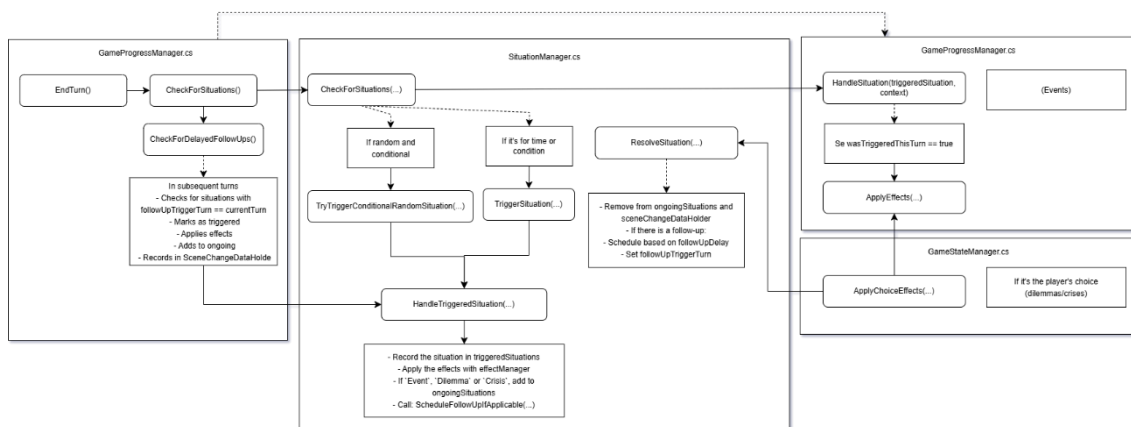 GameProgressManager.cs
EndTurn()
CheckForSituations()
CheckForDelayedFollowUps()
In subsequent turns
- Checks for situations with
followUpTriggerTurn == currentTurn
- Marks as triggered
- Applies effects
- Adds to ongoing
- Records in SceneChangeDataHolde
SituationManager.cs
CheckForSituations(...)
If random and
conditional
If it's for time or
condition
TryTriggerConditionalRandomSituation(...)
TriggerSituation(...)
ResolveSituation(...)
- Remove from ongoingSituations and
sceneChangeDataHolder
- If there is a follow-up:
- Schedule based on followUpDelay
- Set followUpTriggerTurn
HandleTriggeredSituation(...)
- Record the situation in triggeredSituations
- Apply the effects with effectManager
- If `Event`, `Dilemma` or `Crisis`, add to
ongoingSituations
- Call: ScheduleFollowUpIfApplicable(...)
GameProgressManager.cs
HandleSituation(triggeredSituation,
context)
(Events)
Se wasTriggeredThisTurn == true
ApplyEffects(...)
GameStateManager.cs
ApplyChoiceEffects(...)
If it's the player's choice
(dilemmas/crises)